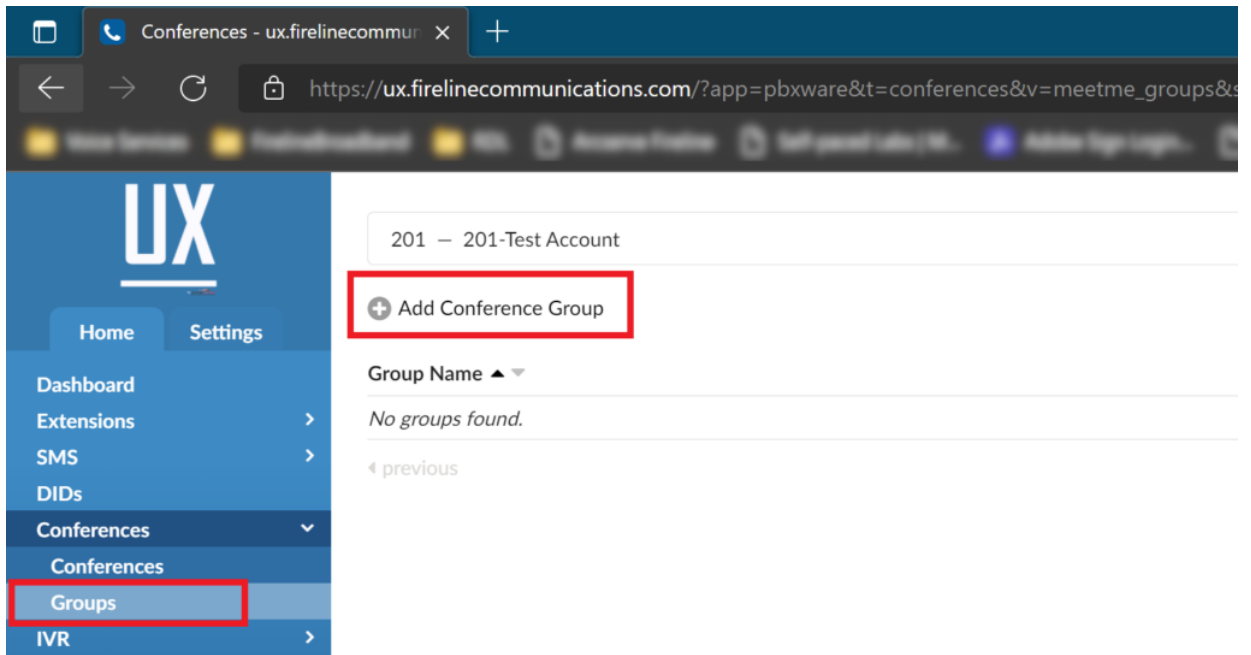 Conferences - ux.firelinecommun
https://ux.firelinecommunications.com/?app=pbxware&t=conferences&v=meetme_groups&s
UX
201 — 201-Test Account
Add Conference Group
Home Settings
Group Name
Dashboard
No groups found.
Extensions
SMS
previous
DIDs
Conferences
Conferences
Groups
IVR